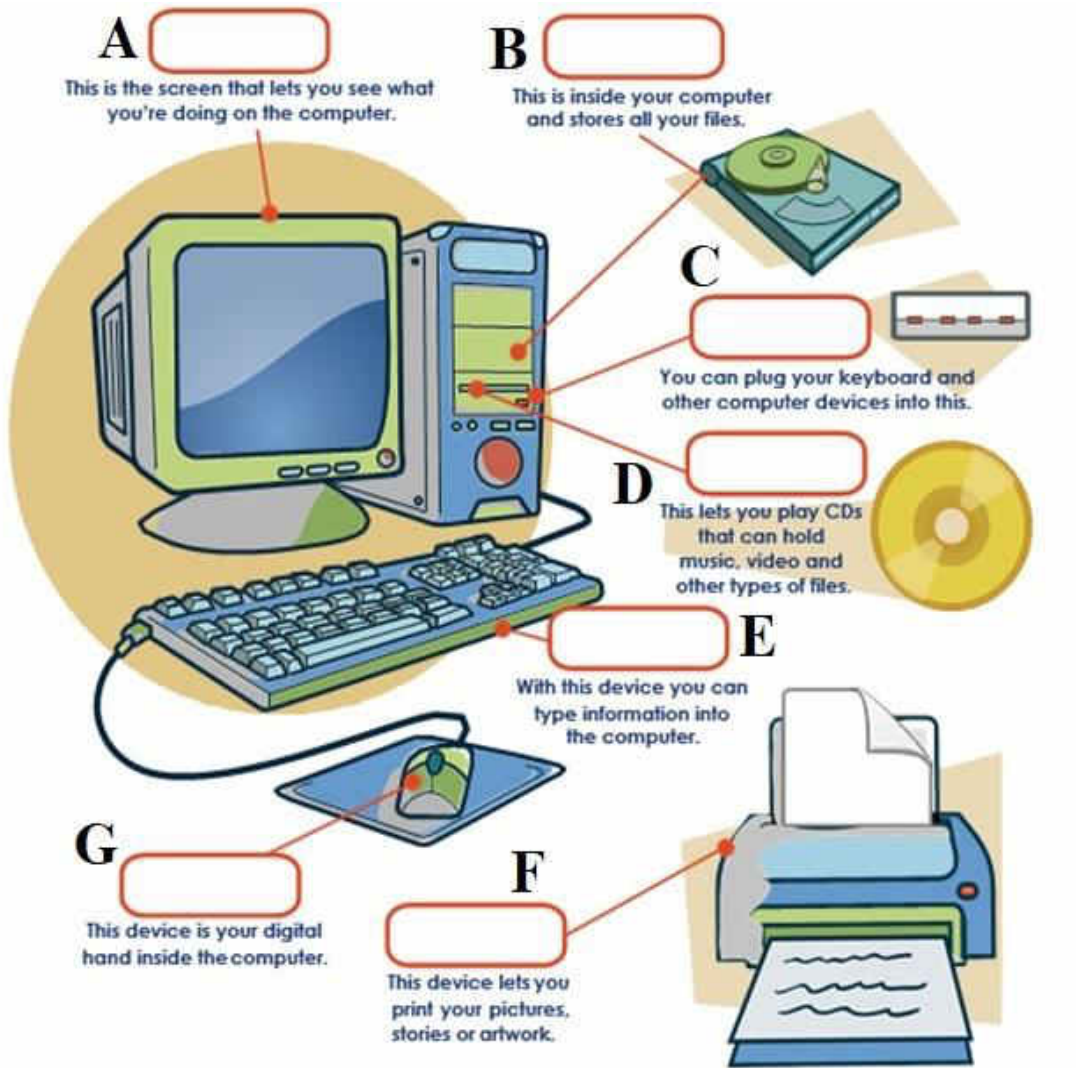 A
This is the screen that lets you see what
you're doing on the computer.
B
This is inside your computer
and stores all your files.
C
You can plug your keyboard and
other computer devices into this.
D
This lets you play CDs
that can hold
music, video and
other types of files.
E
With this device you can
type information into
the computer.
G
This device is your digital
hand inside the computer.
F
This device lets you
print your pictures,
stories or artwork.